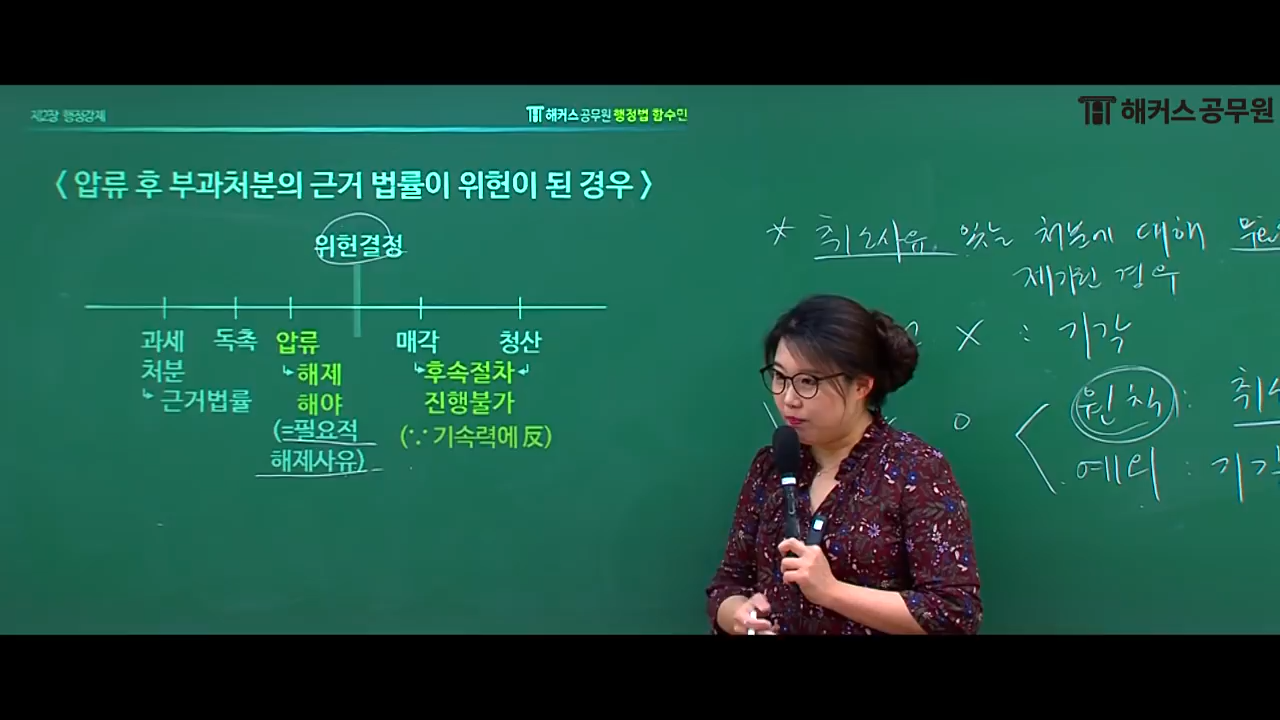 제2장 행정강제
해커스공무원 행정법 함수민
해커스공무원
〈 압류 후 부과처분의 근거 법률이 위헌이 된 경우 〉
위헌결정
과세 독촉 압류 매각 청산
처분 ↳해제 ↳후속절차↲
↳ 근거법률 해야 진행불가
(=필요적 (∵기속력에 反)
해제사유)
* 취소사유 있는 처분에 대해
제기된 경우
X : 기각
O 원칙: 취소
예외 : 기각